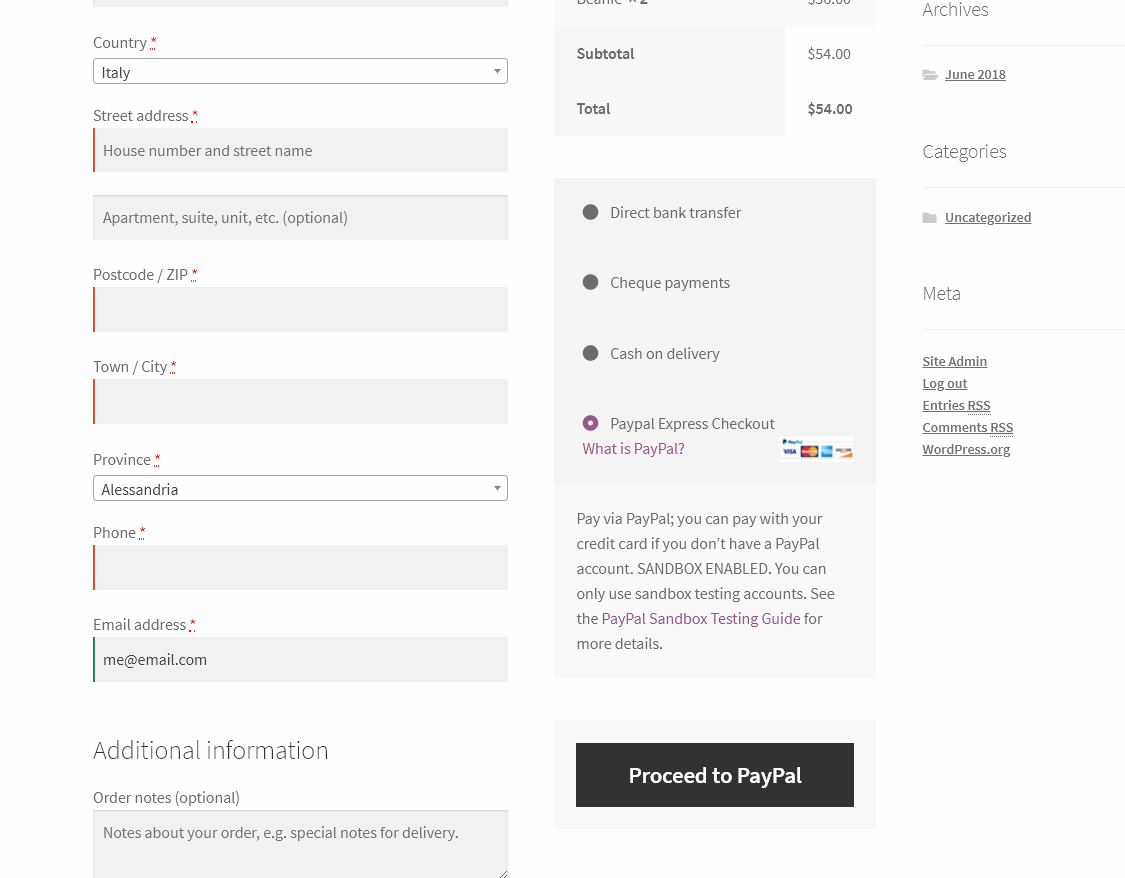 Country *
Italy
Street address *
House number and street name
Apartment, suite, unit, etc. (optional)
Postcode / ZIP *
Town / City *
Province *
Alessandria
Phone *
Email address *
me@email.com
Additional information
Order notes (optional)
Notes about your order, e.g. special notes for delivery.
Beanie × 2
$36.00
Subtotal
$54.00
Total
$54.00
Direct bank transfer
Cheque payments
Cash on delivery
Paypal Express Checkout
What is PayPal?
PayPal
VISA
Pay via PayPal; you can pay with your
credit card if you don’t have a PayPal
account. SANDBOX ENABLED. You can
only use sandbox testing accounts. See
the PayPal Sandbox Testing Guide for
more details.
Proceed to PayPal
Archives
June 2018
Categories
Uncategorized
Meta
Site Admin
Log out
Entries RSS
Comments RSS
WordPress.org